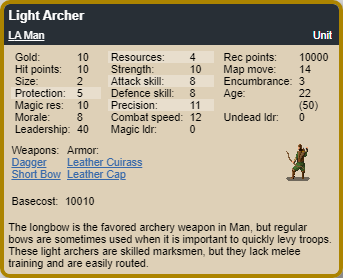 Light Archer
LA Man Unit
Gold: 10 Resources: 4 Rec points: 10000
Hit points: 10 Strength: 10 Map move: 14
Size: 2 Attack skill: 8 Encumbrance: 3
Protection: 5 Defence skill: 8 Age: 22
Magic res: 10 Precision: 11 (50)
Morale: 8 Combat speed: 12 Undead ldr: 0
Leadership: 40 Magic ldr: 0
Weapons: Armor:
Dagger Leather Cuirass
Short Bow Leather Cap
Basecost: 10010
The longbow is the favored archery weapon in Man, but regular
bows are sometimes used when it is important to quickly levy troops.
These light archers are skilled marksmen, but they lack melee
training and are easily routed.